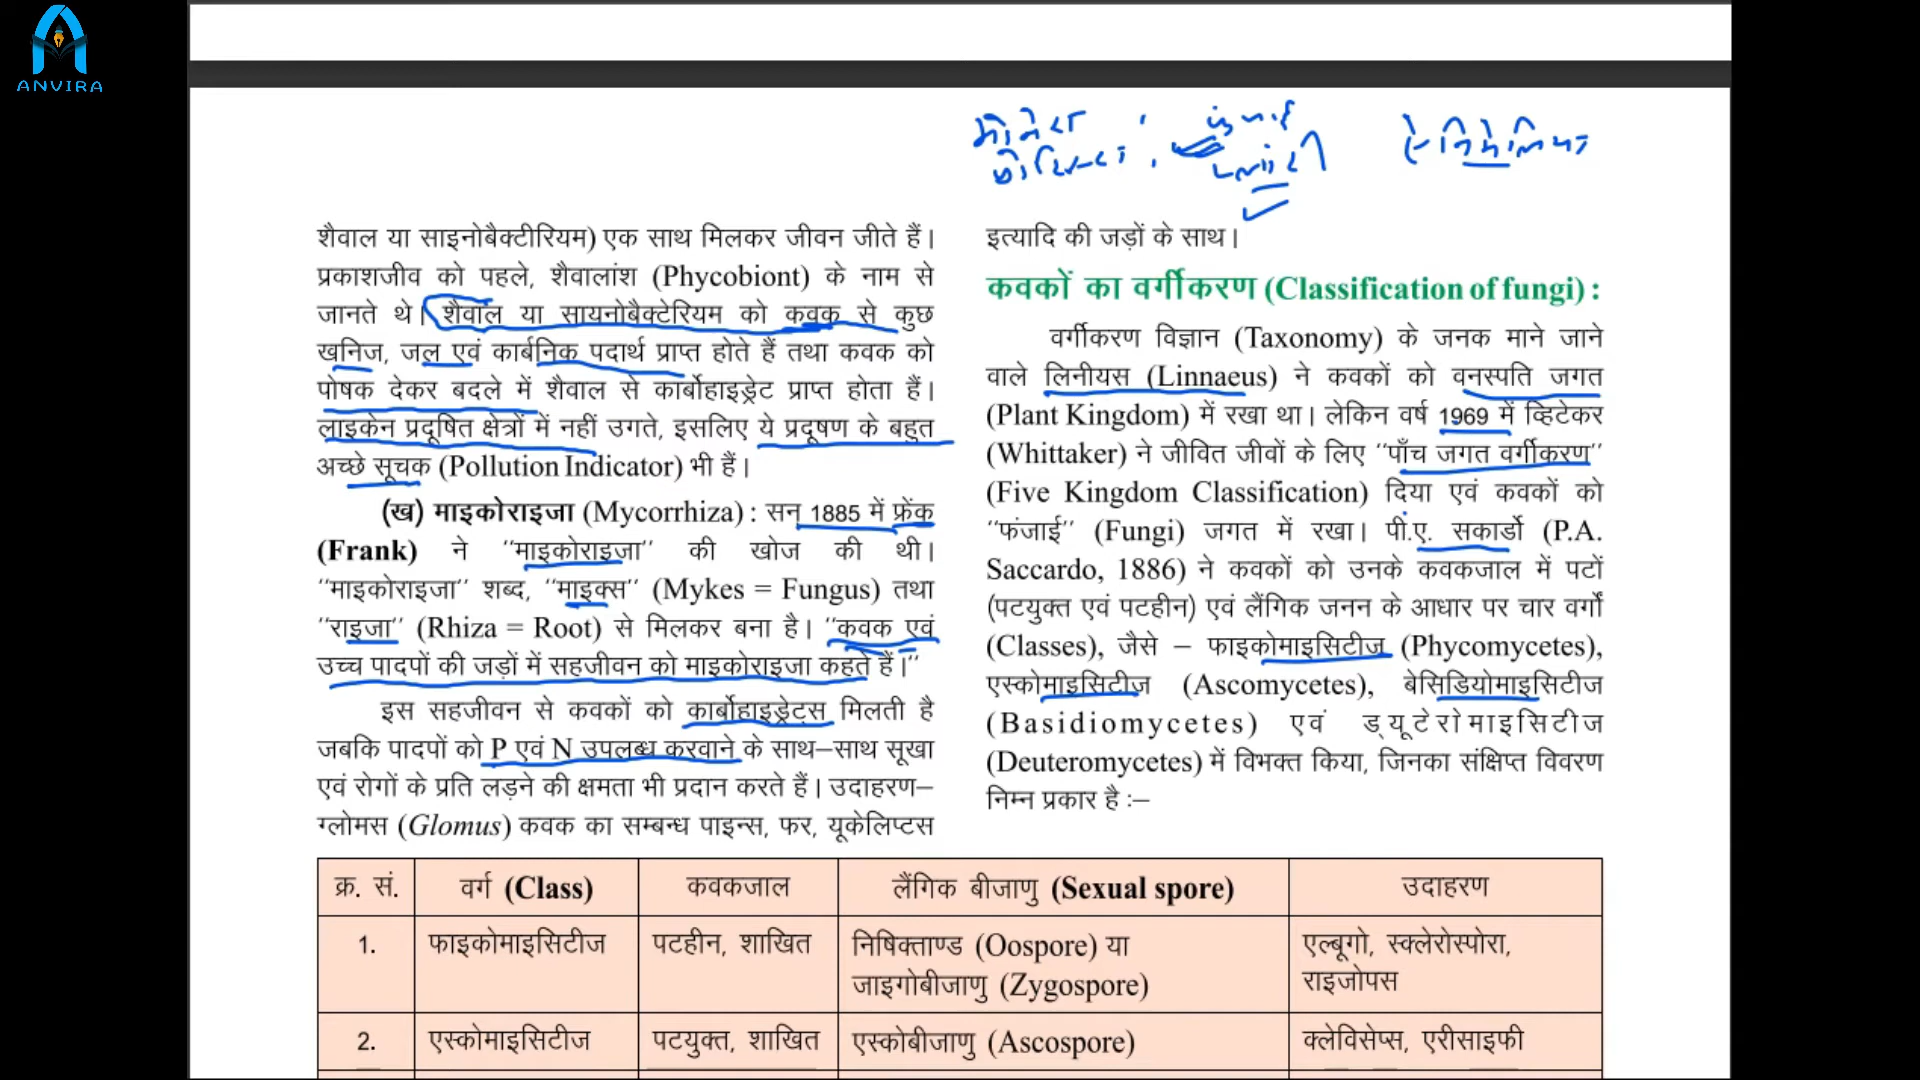 ANVIRA
मोनेरा
प्रोटिस्टा
फंजाई
प्लांटी
एनिमेलिया
शैवाल या साइनोबैक्टीरियम) एक साथ मिलकर जीवन जीते हैं।
प्रकाशजीव को पहले, शैवालांश (Phycobiont) के नाम से
जानते थे। शैवाल या सायनोबैक्टेरियम को कवक से कुछ
खनिज, जल एवं कार्बनिक पदार्थ प्राप्त होते हैं तथा कवक को
पोषक देकर बदले में शैवाल से कार्बोहाइड्रेट प्राप्त होता हैं।
लाइकेन प्रदूषित क्षेत्रों में नहीं उगते, इसलिए ये प्रदूषण के बहुत
अच्छे सूचक (Pollution Indicator) भी हैं।
(ख) माइकोराइजा (Mycorrhiza) : सन् 1885 में फ्रेंक
(Frank) ने ''माइकोराइजा'' की खोज की थी।
''माइकोराइजा'' शब्द, ''माइक्स'' (Mykes = Fungus) तथा
''राइजा'' (Rhiza = Root) से मिलकर बना है। ''कवक एवं
उच्च पादपों की जड़ों में सहजीवन को माइकोराइजा कहते हैं।''
इस सहजीवन से कवकों को कार्बोहाइड्रेट्स मिलती है
जबकि पादपों को P एवं N उपलब्ध करवाने के साथ–साथ सूखा
एवं रोगों के प्रति लड़ने की क्षमता भी प्रदान करते हैं। उदाहरण–
ग्लोमस (Glomus) कवक का सम्बन्ध पाइन्स, फर, यूकेलिप्टस
इत्यादि की जड़ों के साथ।
कवकों का वर्गीकरण (Classification of fungi) :
वर्गीकरण विज्ञान (Taxonomy) के जनक माने जाने
वाले लिनीयस (Linnaeus) ने कवकों को वनस्पति जगत
(Plant Kingdom) में रखा था। लेकिन वर्ष 1969 में व्हिटेकर
(Whittaker) ने जीवित जीवों के लिए ''पाँच जगत वर्गीकरण''
(Five Kingdom Classification) दिया एवं कवकों को
''फंजाई'' (Fungi) जगत में रखा। पी.ए. सकार्डो (P.A.
Saccardo, 1886) ने कवकों को उनके कवकजाल में पटों
(पटयुक्त एवं पटहीन) एवं लैंगिक जनन के आधार पर चार वर्गों
(Classes), जैसे – फाइकोमाइसिटीज (Phycomycetes),
एस्कोमाइसिटीज (Ascomycetes), बेसिडियोमाइसिटीज
(Basidiomycetes) एवं ड्यूटेरोमाइसिटीज
(Deuteromycetes) में विभक्त किया, जिनका संक्षिप्त विवरण
निम्न प्रकार है :–
क्र. सं. वर्ग (Class) कवकजाल लैंगिक बीजाणु (Sexual spore) उदाहरण
1. फाइकोमाइसिटीज पटहीन, शाखित निषिक्ताण्ड (Oospore) या एल्बूगो, स्क्लेरोस्पोरा,
जाइगोबीजाणु (Zygospore) राइजोपस
2. एस्कोमाइसिटीज पटयुक्त, शाखित एस्कोबीजाणु (Ascospore) क्लेविसेप्स, एरीसाइफी